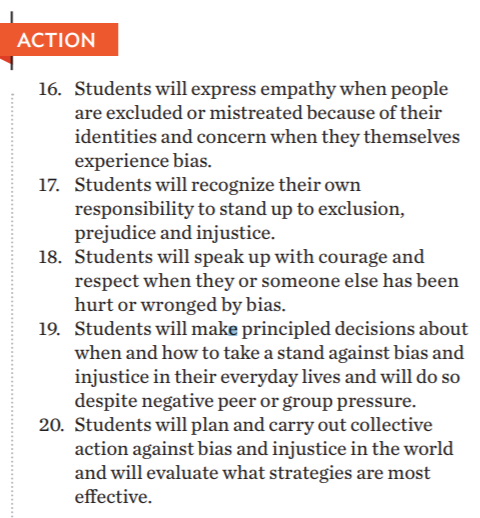 ACTION
16. Students will express empathy when people
are excluded or mistreated because of their
identities and concern when they themselves
experience bias.
17. Students will recognize their own
responsibility to stand up to exclusion,
prejudice and injustice.
18. Students will speak up with courage and
respect when they or someone else has been
hurt or wronged by bias.
19. Students will make principled decisions about
when and how to take a stand against bias and
injustice in their everyday lives and will do so
despite negative peer or group pressure.
20. Students will plan and carry out collective
action against bias and injustice in the world
and will evaluate what strategies are most
effective.